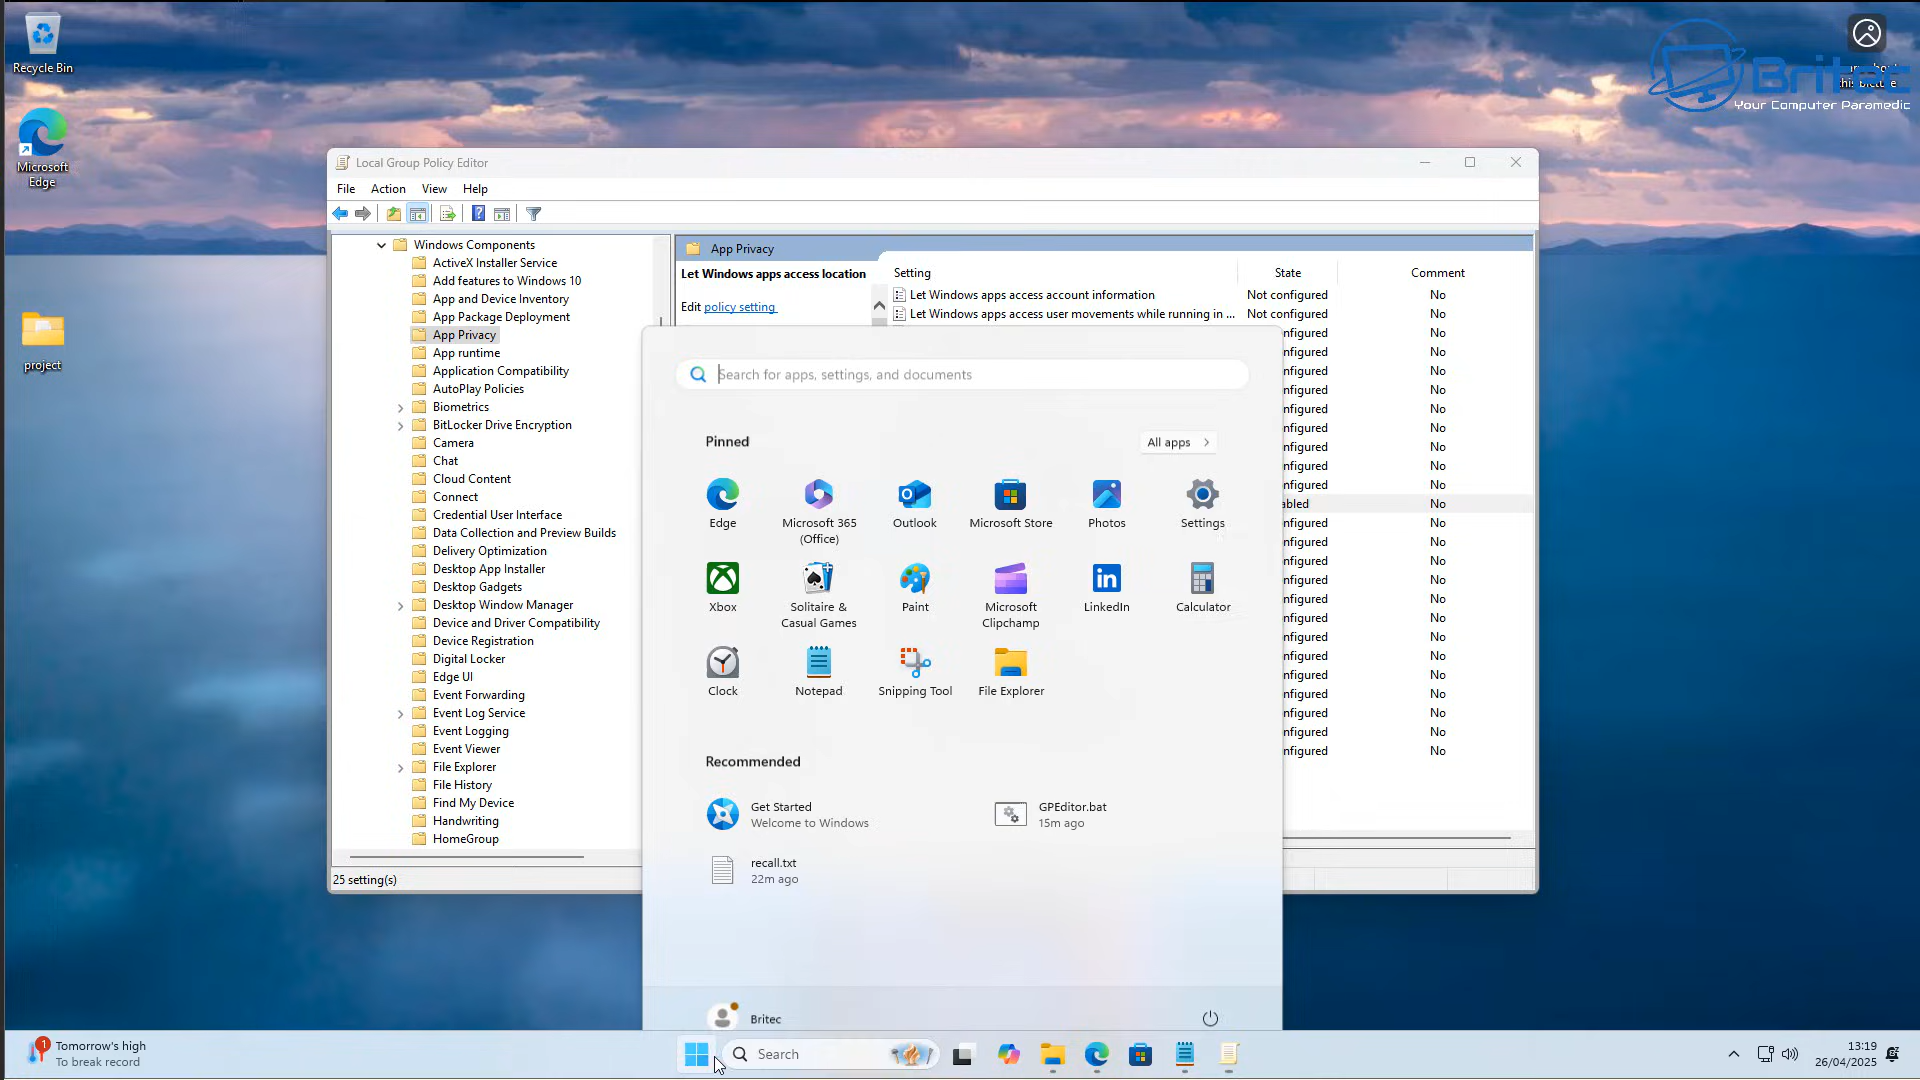 Recycle Bin
Microsoft
Edge
project
Britec
this picture
Your Computer Paramedic
Local Group Policy Editor
File Action View Help
Windows Components
ActiveX Installer Service
Add features to Windows 10
App and Device Inventory
App Package Deployment
App Privacy
App runtime
Application Compatibility
AutoPlay Policies
Biometrics
BitLocker Drive Encryption
Camera
Chat
Cloud Content
Connect
Credential User Interface
Data Collection and Preview Builds
Delivery Optimization
Desktop App Installer
Desktop Gadgets
Desktop Window Manager
Device and Driver Compatibility
Device Registration
Digital Locker
Edge UI
Event Forwarding
Event Log Service
Event Logging
Event Viewer
File Explorer
File History
Find My Device
Handwriting
HomeGroup
25 setting(s)
App Privacy
Let Windows apps access location
Edit policy setting
Setting State Comment
Let Windows apps access account information Not configured No
Let Windows apps access user movements while running in ... Not configured No
nfigured No
nfigured No
nfigured No
nfigured No
nfigured No
nfigured No
nfigured No
nfigured No
nfigured No
abled No
nfigured No
nfigured No
nfigured No
nfigured No
nfigured No
nfigured No
nfigured No
nfigured No
nfigured No
nfigured No
nfigured No
nfigured No
nfigured No
Search for apps, settings, and documents
Pinned All apps
Edge Microsoft 365 Outlook Microsoft Store Photos Settings
(Office)
Xbox Solitaire & Paint Microsoft LinkedIn Calculator
Casual Games Clipchamp
Clock Notepad Snipping Tool File Explorer
Recommended
Get Started
Welcome to Windows
GPEditor.bat
15m ago
recall.txt
22m ago
Britec
1
Tomorrow's high
To break record
Search
13:19
26/04/2025